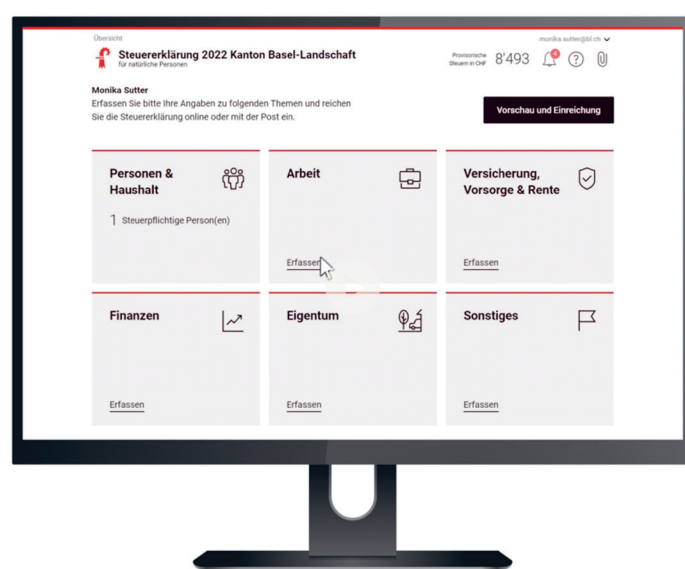 Übersicht
monika.sutter@bl.ch
Steuererklärung 2022 Kanton Basel-Landschaft
für natürliche Personen
Provisorische
Steuern in CHF
8'493
4
Monika Sutter
Erfassen Sie bitte Ihre Angaben zu folgenden Themen und reichen
Sie die Steuererklärung online oder mit der Post ein.
Vorschau und Einreichung
Personen &
Haushalt
1 Steuerpflichtige Person(en)
Arbeit
Erfassen
Versicherung,
Vorsorge & Rente
Erfassen
Finanzen
Erfassen
Eigentum
Erfassen
Sonstiges
Erfassen